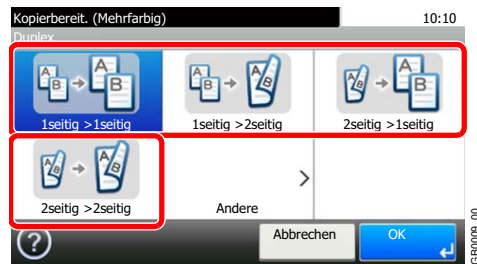 Kopierbereit. (Mehrfarbig) 10:10
Duplex
A B A B
1seitig >1seitig
A B A B
1seitig >2seitig
A B A B
2seitig >1seitig
A B A B
2seitig >2seitig
Andere
?
Abbrechen
OK
GB0009_00